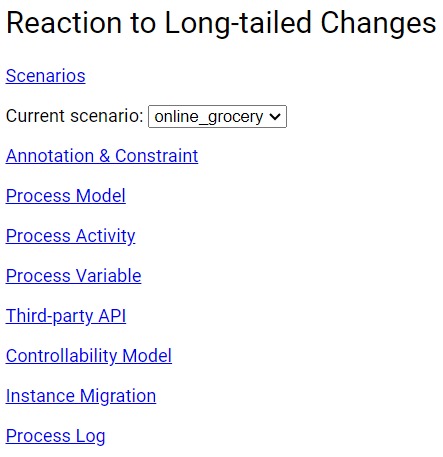 Reaction to Long-tailed Changes
Scenarios
Current scenario: online_grocery
Annotation & Constraint
Process Model
Process Activity
Process Variable
Third-party API
Controllability Model
Instance Migration
Process Log